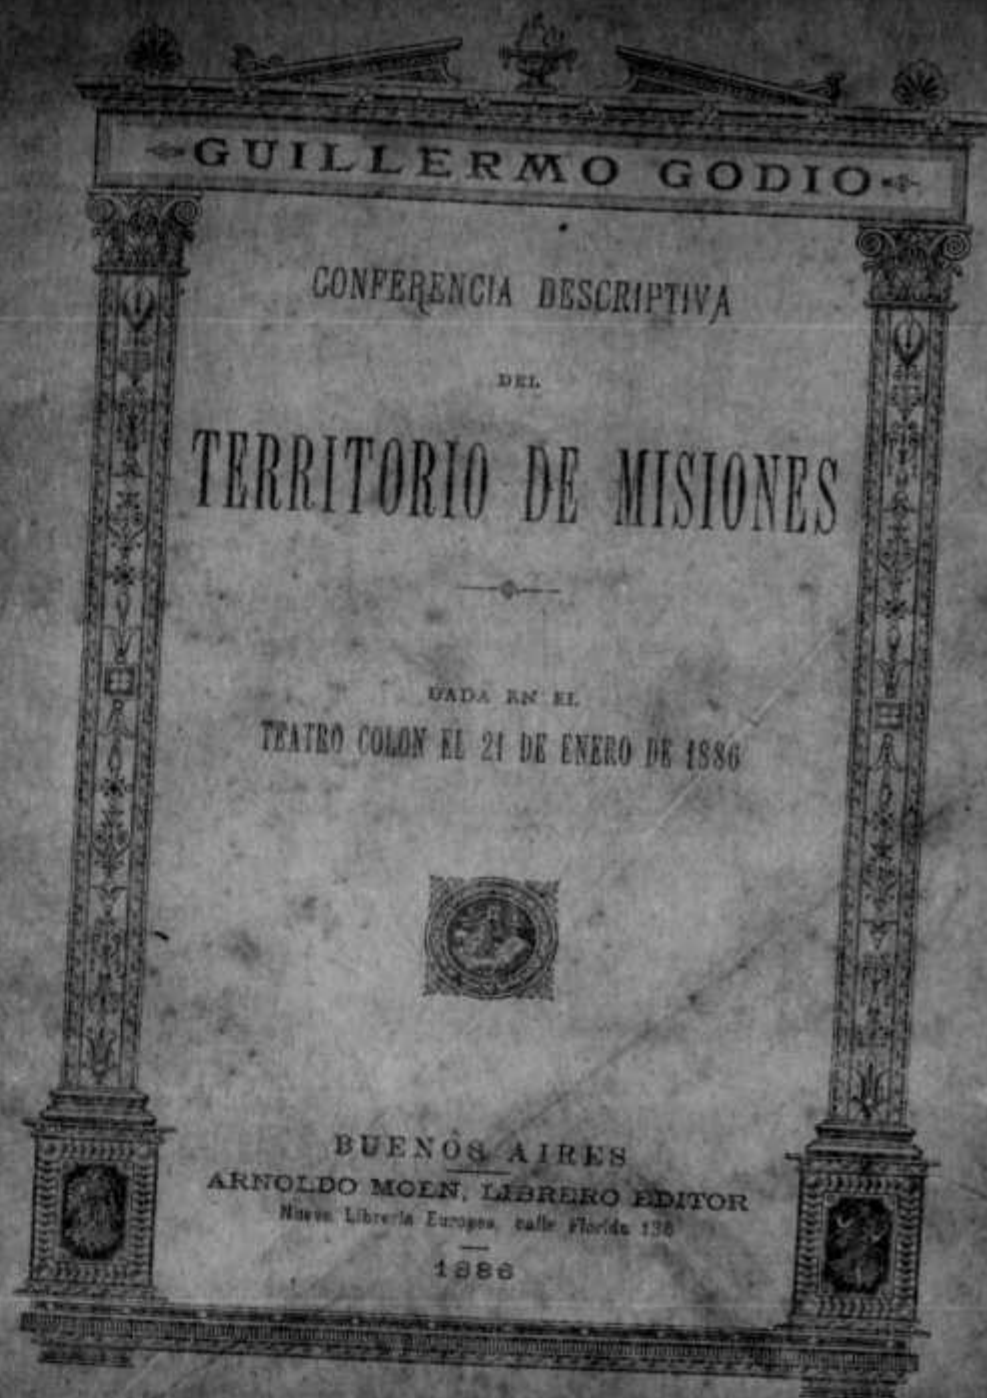 GUILLERMO GODIO
CONFERENCIA DESCRIPTIVA
DEL
TERRITORIO DE MISIONES
DADA EN EL
TEATRO COLON EL 21 DE ENERO DE 1886
BUENOS AIRES
ARNOLDO MOEN, LIBRERO EDITOR
Nueva Librería Europea, calle Florida
1886